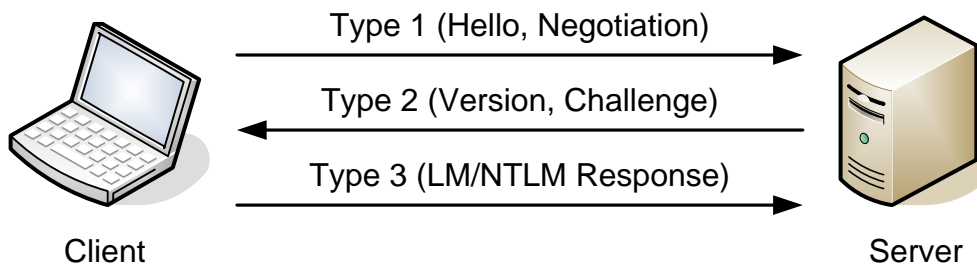 Type 1 (Hello, Negotiation)
Type 2 (Version, Challenge)
Type 3 (LM/NTLM Response)
Client
Server